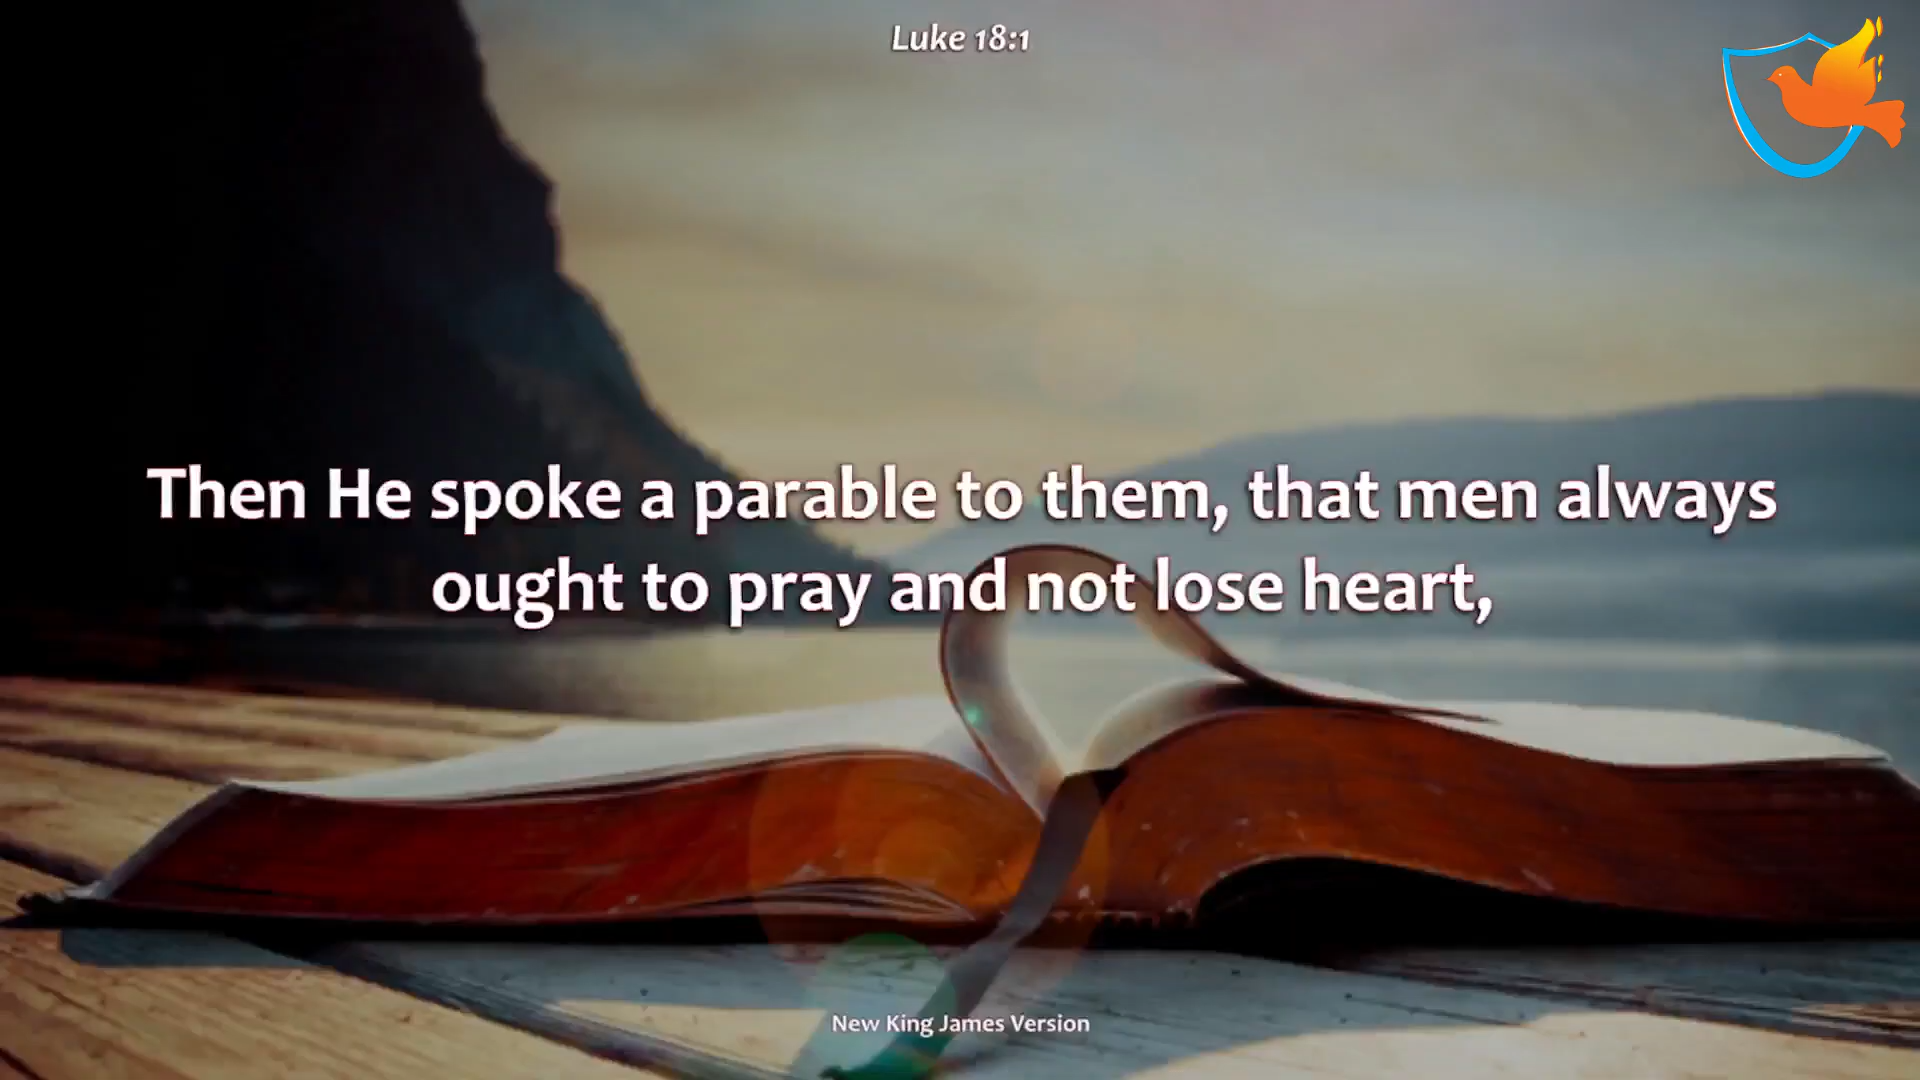 Luke 18:1
Then He spoke a parable to them, that men always
ought to pray and not lose heart,
New King James Version